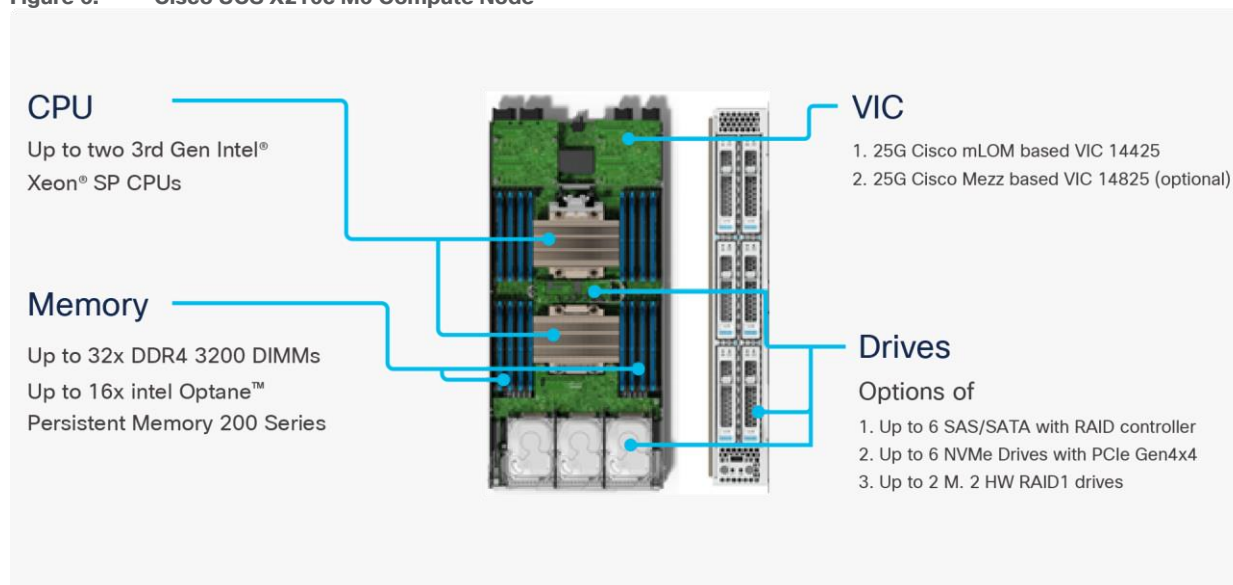 CPU
Up to two 3rd Gen Intel®
Xeon® SP CPUs
Memory
Up to 32x DDR4 3200 DIMMs
Up to 16x intel Optane™
Persistent Memory 200 Series
VIC
1. 25G Cisco mLOM based VIC 14425
2. 25G Cisco Mezz based VIC 14825 (optional)
Drives
Options of
1. Up to 6 SAS/SATA with RAID controller
2. Up to 6 NVMe Drives with PCIe Gen4x4
3. Up to 2 M. 2 HW RAID1 drives